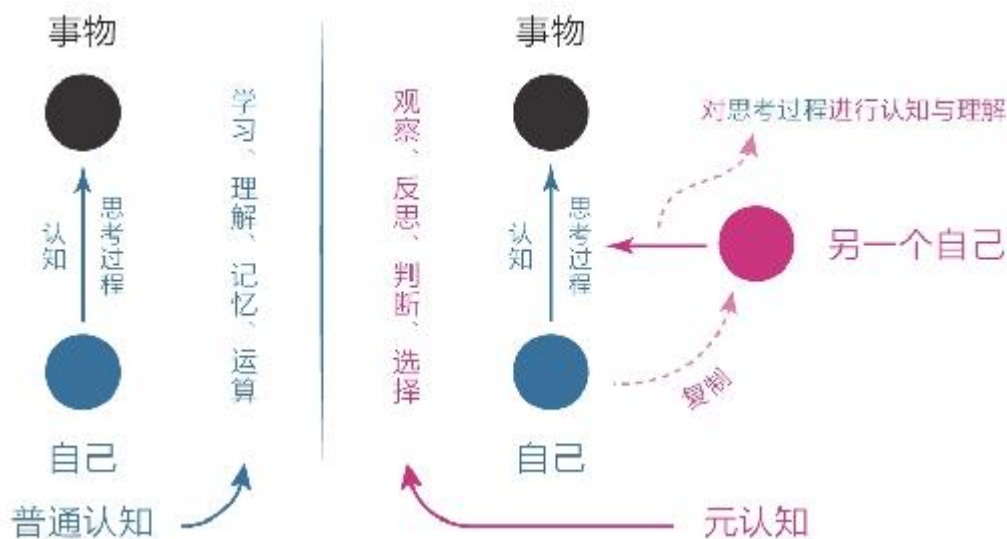 事物
认知
思考过程
学习、理解、记忆、运算
自己
普通认知
事物
观察、反思、判断、选择
认知
思考过程
对思考过程进行认知与理解
另一个自己
复制
自己
元认知